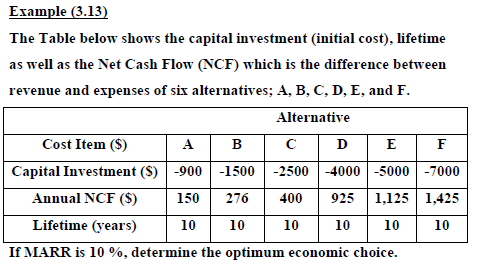 Example (3.13)
The Table below shows the capital investment (initial cost), lifetime
as well as the Net Cash Flow (NCF) which is the difference between
revenue and expenses of six alternatives; A, B, C, D, E, and F.
Alternative
Cost Item ($) A B C D E F
Capital Investment ($) -900 -1500 -2500 -4000 -5000 -7000
Annual NCF ($) 150 276 400 925 1,125 1,425
Lifetime (years) 10 10 10 10 10 10
If MARR is 10 %, determine the optimum economic choice.